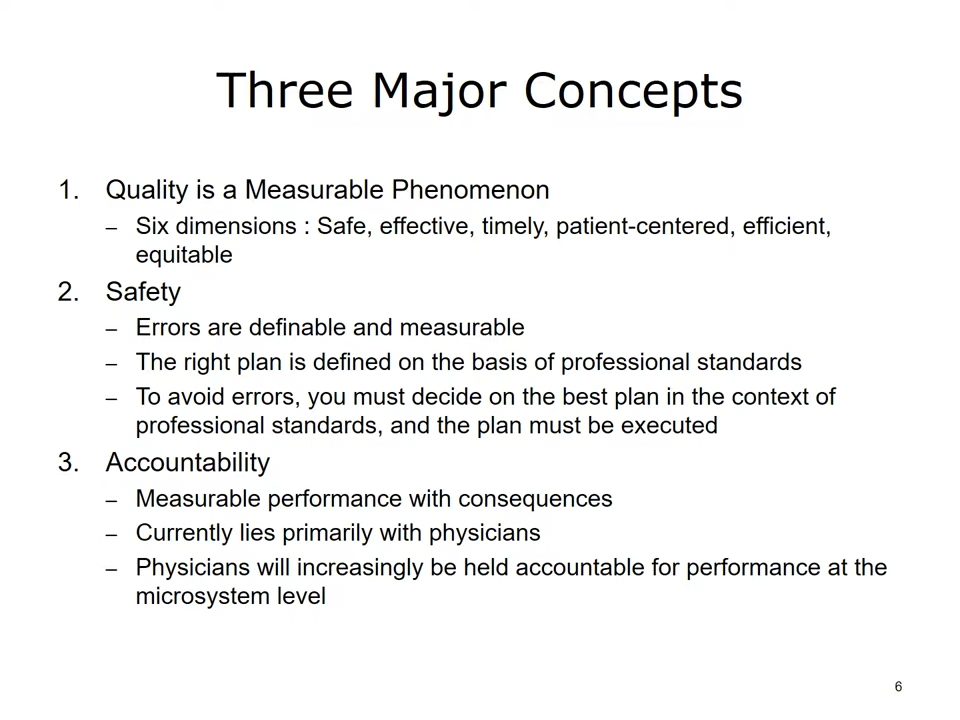 Three Major Concepts
1. Quality is a Measurable Phenomenon
– Six dimensions : Safe, effective, timely, patient-centered, efficient,
equitable
2. Safety
– Errors are definable and measurable
– The right plan is defined on the basis of professional standards
– To avoid errors, you must decide on the best plan in the context of
professional standards, and the plan must be executed
3. Accountability
– Measurable performance with consequences
– Currently lies primarily with physicians
– Physicians will increasingly be held accountable for performance at the
microsystem level
6